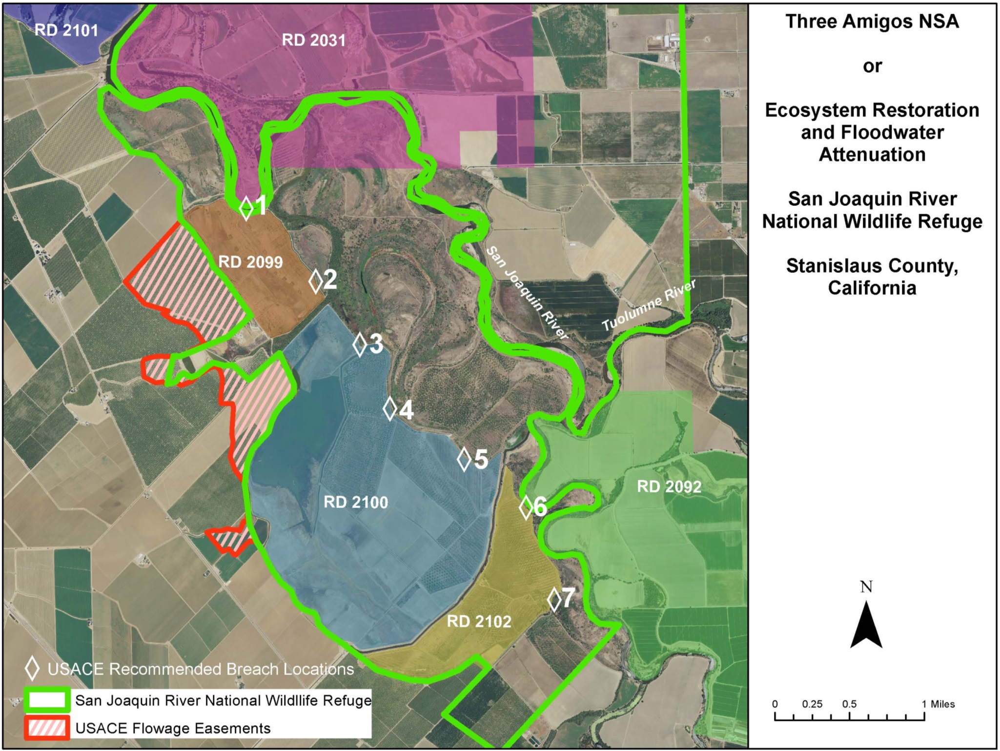 Three Amigos NSA
or
Ecosystem Restoration
and Floodwater
Attenuation
San Joaquin River
National Wildlife Refuge
Stanislaus County,
California
RD 2101
RD 2031
1
RD 2099
2
San Joaquin River
Tuolumne River
3
4
5
RD 2092
RD 2100
6
7
RD 2102
USACE Recommended Breach Locations
San Joaquin River National Wildllife Refuge
USACE Flowage Easements
N
0 0.25 0.5 1 Miles